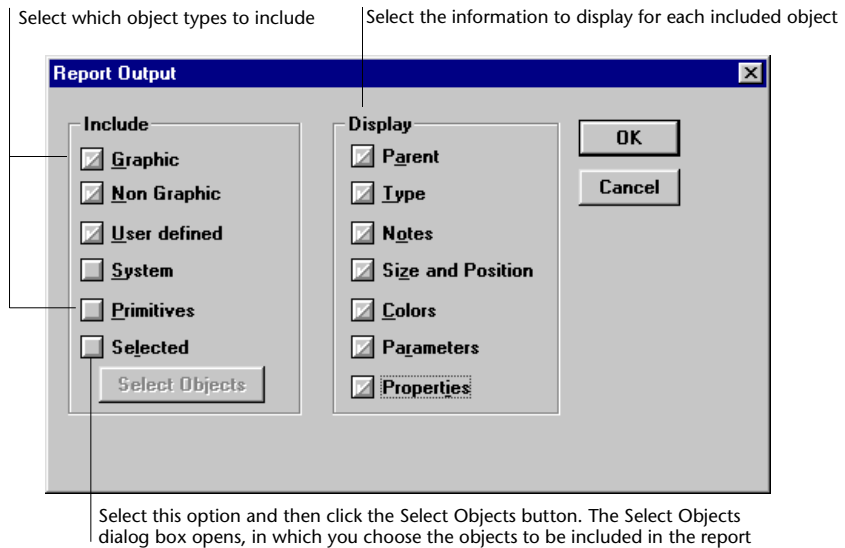 Select which object types to include
Select the information to display for each included object
Report Output
Include
Graphic
Non Graphic
User defined
System
Primitives
Selected
Select Objects
Display
Parent
Type
Notes
Size and Position
Colors
Parameters
Properties
OK
Cancel
Select this option and then click the Select Objects button. The Select Objects
dialog box opens, in which you choose the objects to be included in the report